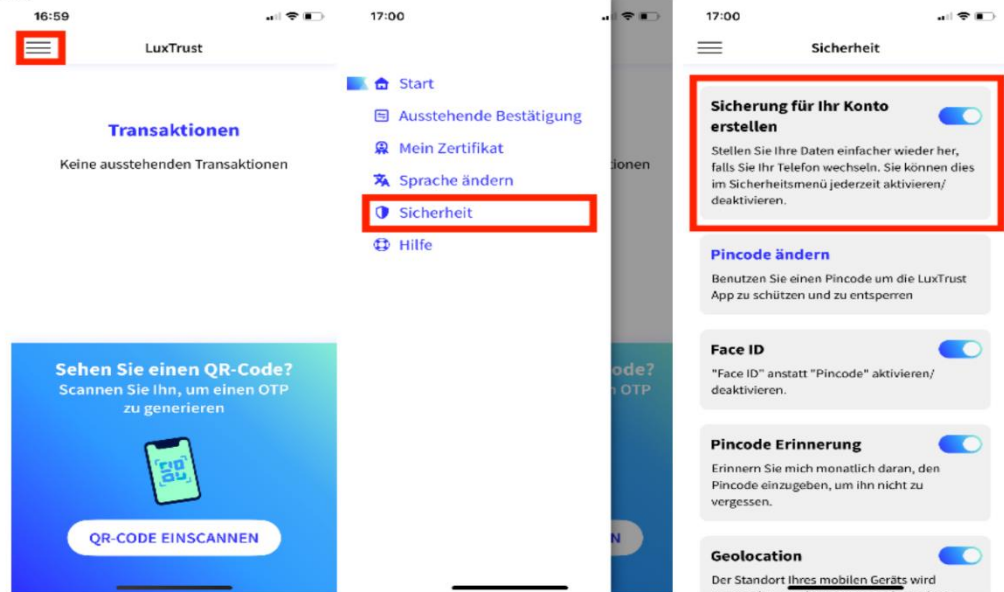 16:59
LuxTrust
Transaktionen
Keine ausstehenden Transaktionen
Sehen Sie einen QR-Code?
Scannen Sie Ihn, um einen OTP
zu generieren
QR-CODE EINSCANNEN
17:00
Start
Ausstehende Bestätigung
Mein Zertifikat
Sprache ändern
Sicherheit
Hilfe
ionen
ode?
OTP
N
17:00
Sicherheit
Sicherung für Ihr Konto
erstellen
Stellen Sie Ihre Daten einfacher wieder her,
falls Sie Ihr Telefon wechseln. Sie können dies
im Sicherheitsmenü jederzeit aktivieren/
deaktivieren.
Pincode ändern
Benutzen Sie einen Pincode um die LuxTrust
App zu schützen und zu entsperren
Face ID
"Face ID" anstatt "Pincode" aktivieren/
deaktivieren.
Pincode Erinnerung
Erinnern Sie mich monatlich daran, den
Pincode einzugeben, um ihn nicht zu
vergessen.
Geolocation
Der Standort Ihres mobilen Geräts wird